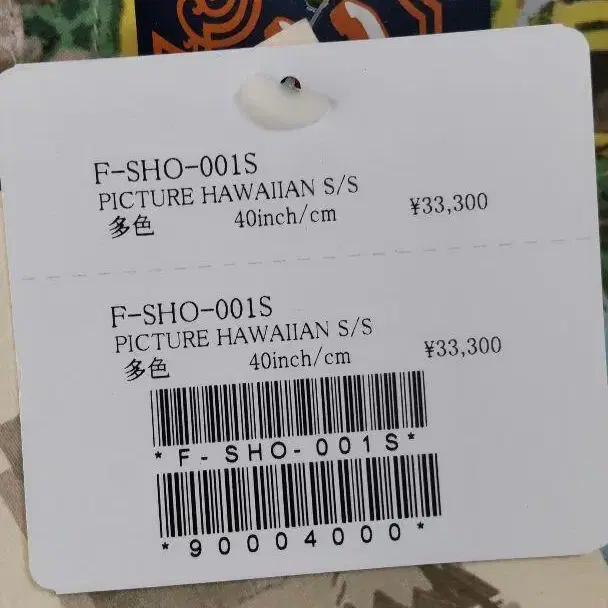 F-SHO-001S
PICTURE HAWAIIAN S/S
多色 40inch/cm ¥33,300
F-SHO-001S
PICTURE HAWAIIAN S/S
多色 40inch/cm ¥33,300
*F-SHO-001S*
*90004000*